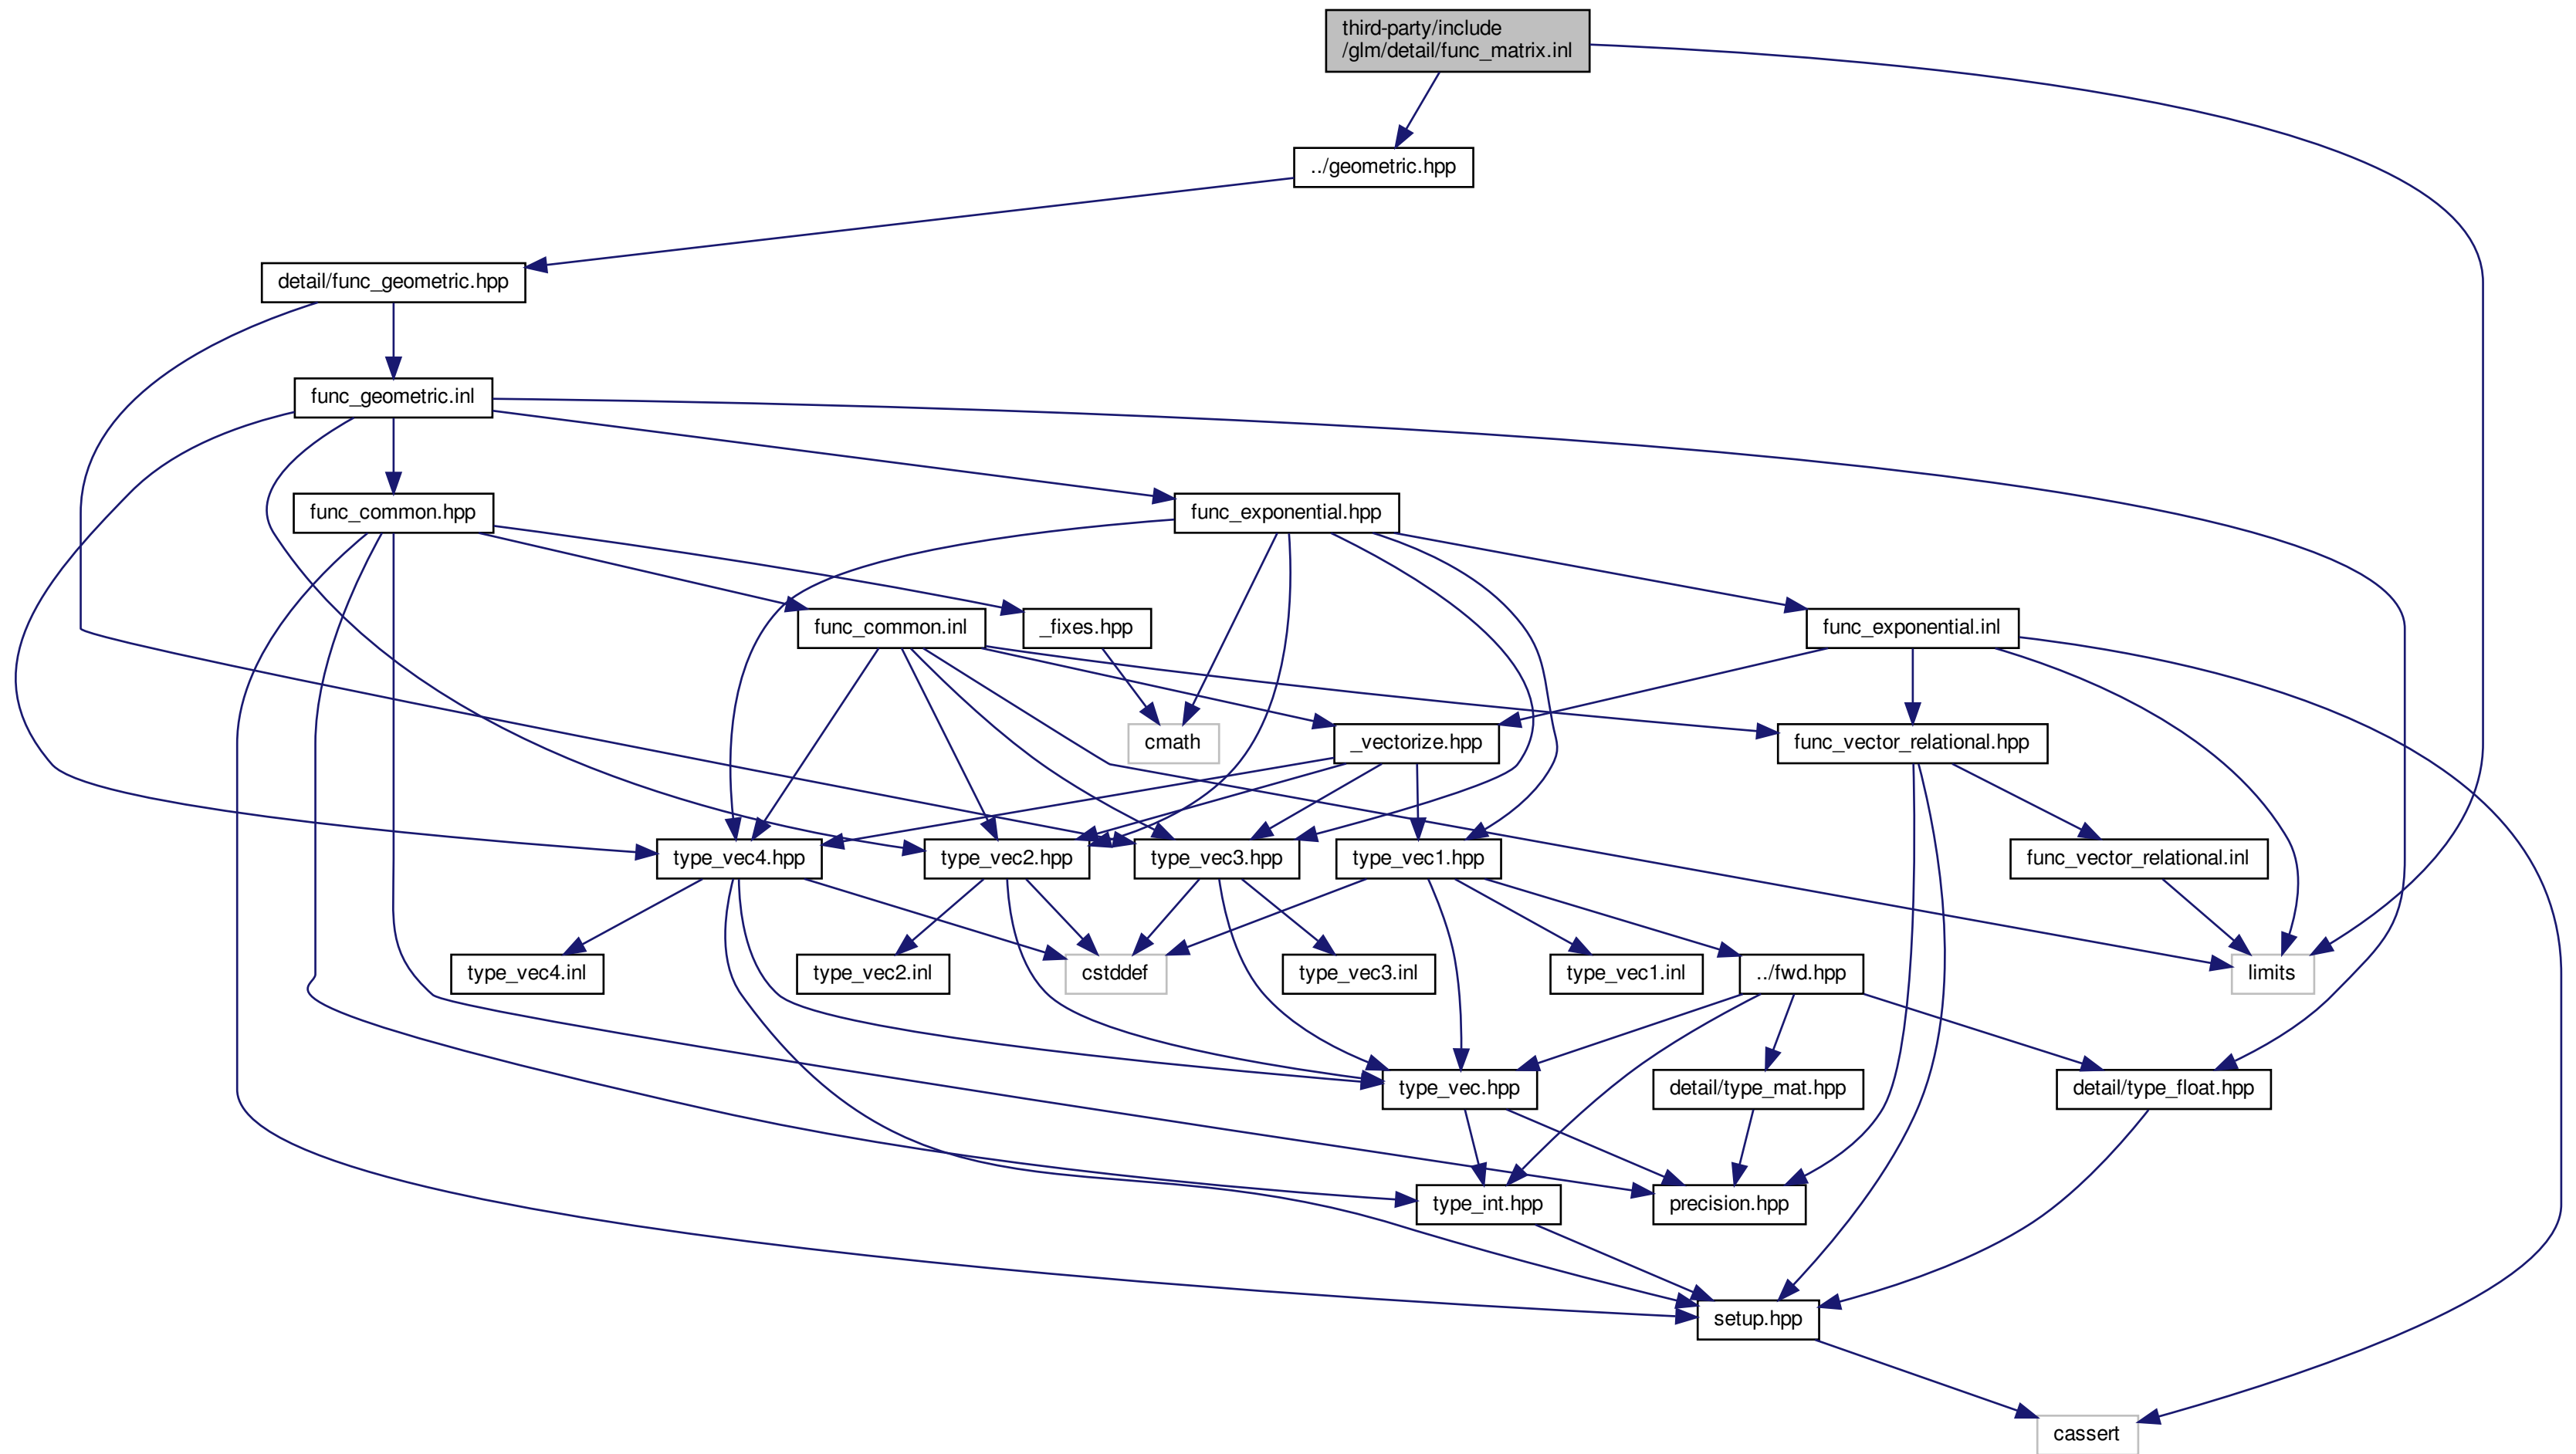 third-party/include
/glm/detail/func_matrix.inl
../geometric.hpp
detail/func_geometric.hpp
func_geometric.inl
func_common.hpp
func_exponential.hpp
func_common.inl
_fixes.hpp
func_exponential.inl
cmath
_vectorize.hpp
func_vector_relational.hpp
type_vec4.hpp
type_vec2.hpp
type_vec3.hpp
type_vec1.hpp
func_vector_relational.inl
type_vec4.inl
type_vec2.inl
cstddef
type_vec3.inl
type_vec1.inl
../fwd.hpp
limits
type_vec.hpp
detail/type_mat.hpp
detail/type_float.hpp
type_int.hpp
precision.hpp
setup.hpp
cassert